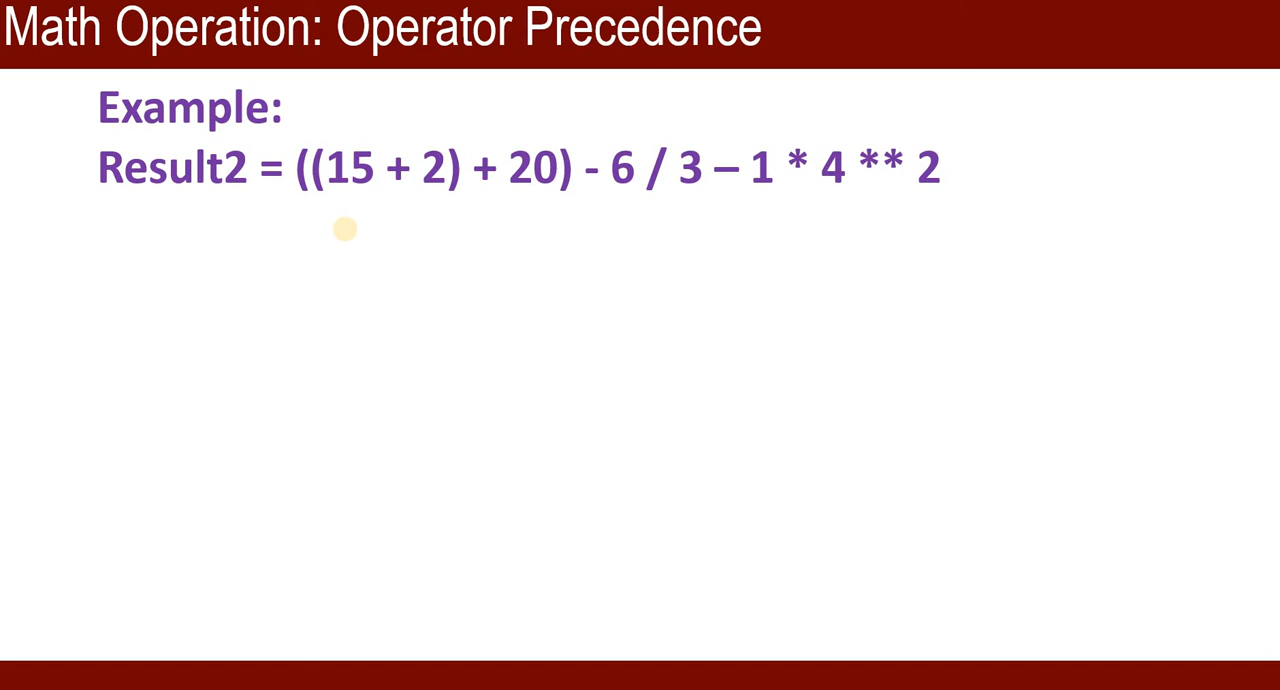 Math Operation: Operator Precedence
Example:
Result2 = ((15 + 2) + 20) - 6 / 3 – 1 * 4 ** 2